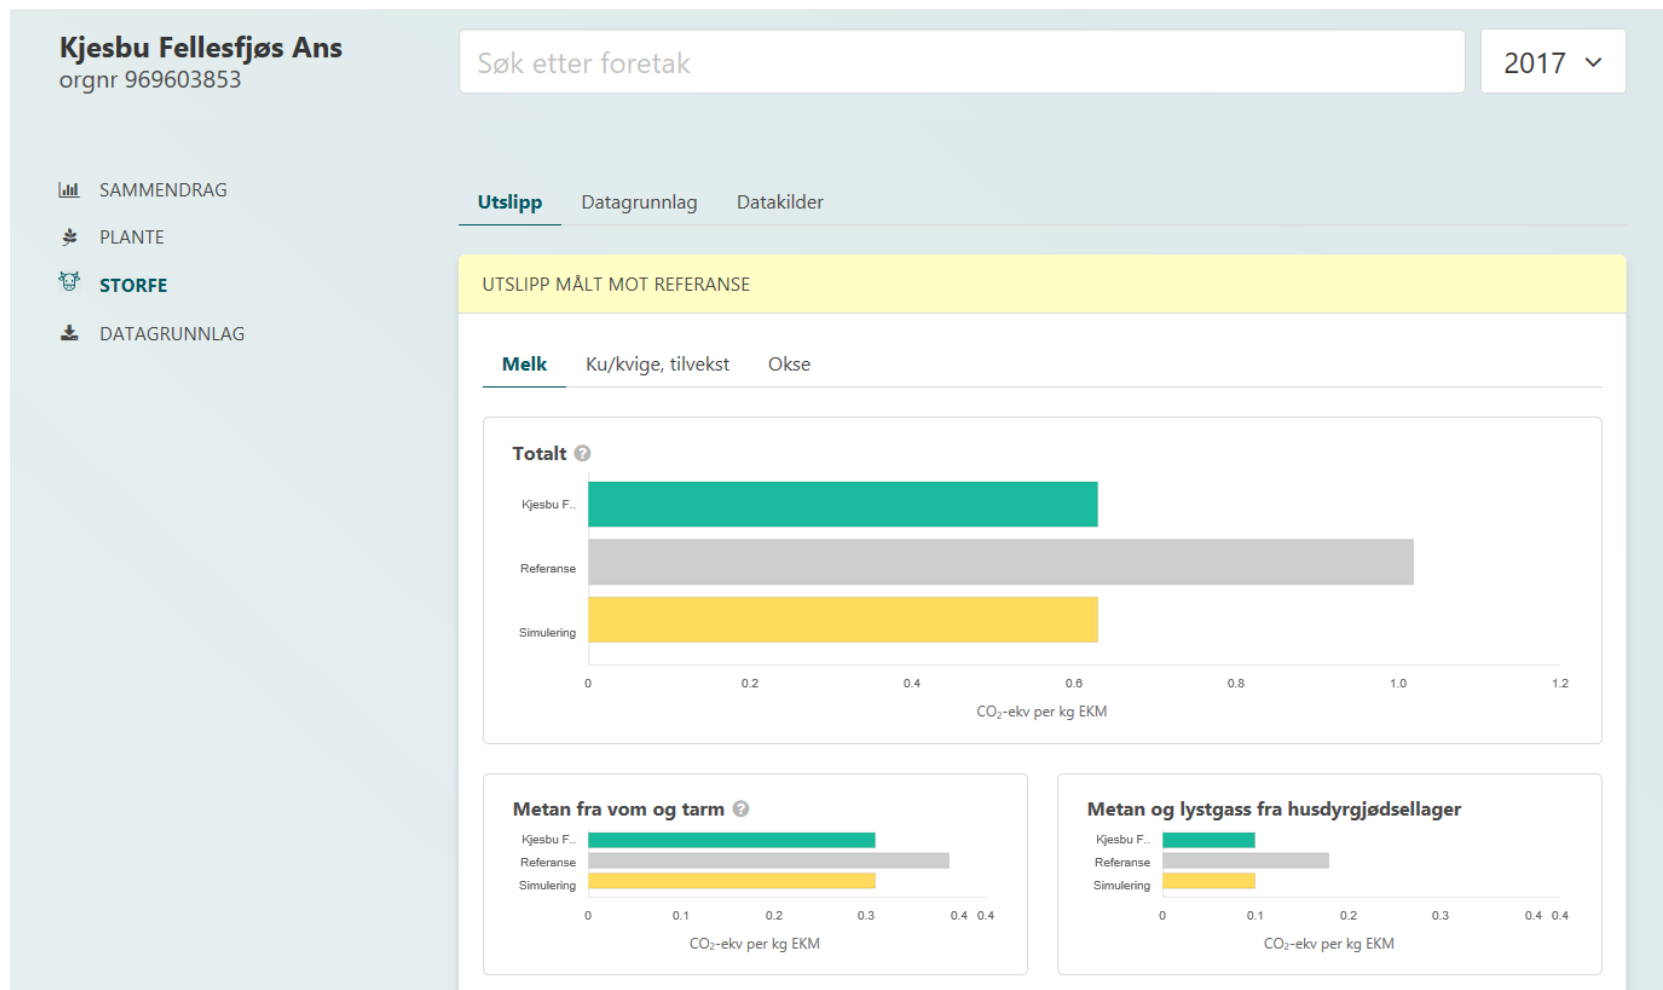 Kjesbu Fellesfjøs Ans
orgnr 969603853
Søk etter foretak
2017
SAMMENDRAG
PLANTE
STORFE
DATAGRUNNLAG
Utslipp Datagrunnlag Datakilder
UTSLIPP MÅLT MOT REFERANSE
Melk Ku/kvige, tilvekst Okse
Totalt ?
Kjesbu F..
Referanse
Simulering
0 0.2 0.4 0.6 0.8 1.0 1.2
CO₂-ekv per kg EKM
Metan fra vom og tarm ?
Kjesbu F..
Referanse
Simulering
0 0.1 0.2 0.3 0.4 0.4
CO₂-ekv per kg EKM
Metan og lystgass fra husdyrgjødsellager
Kjesbu F..
Referanse
Simulering
0 0.1 0.2 0.3 0.4 0.4
CO₂-ekv per kg EKM